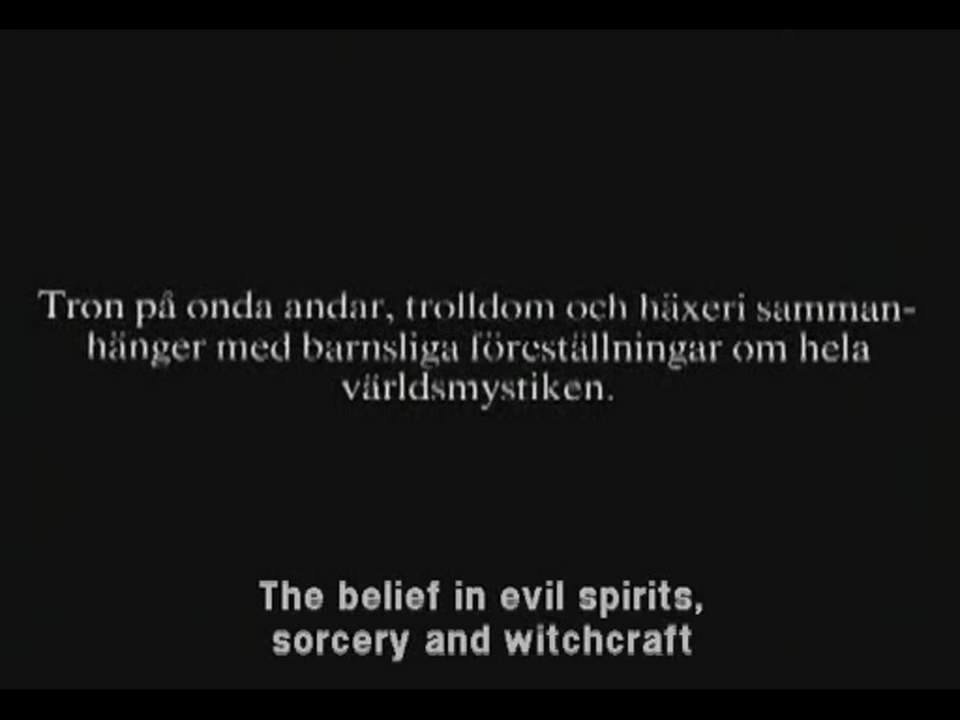 Tron på onda andar, trolldom och häxeri samman-
hänger med barnsliga föreställningar om hela
världsmystiken.
The belief in evil spirits,
sorcery and witchcraft